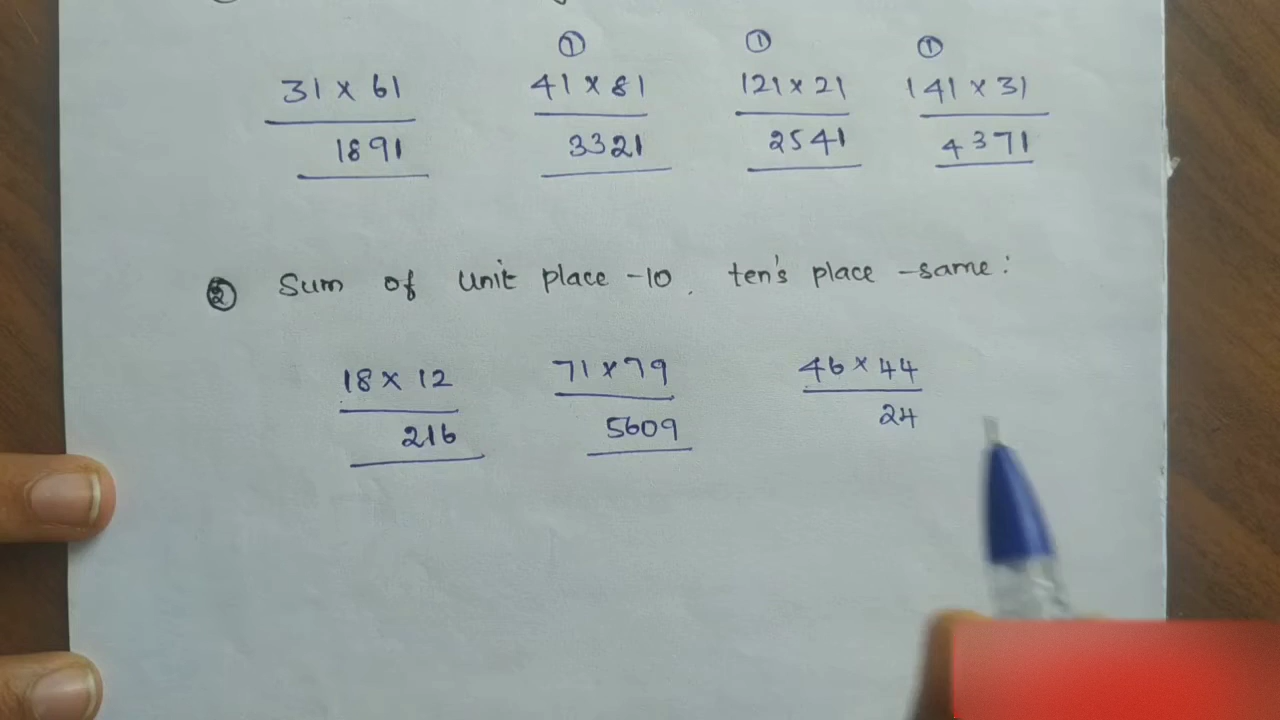 ① ① ①
31 × 61 41 × 81 121 × 21 141 × 31
1891 3321 2541 4371
② Sum of Unit place -10, ten's place -same:
18 × 12 71 × 79 46 × 44
216 5609 24